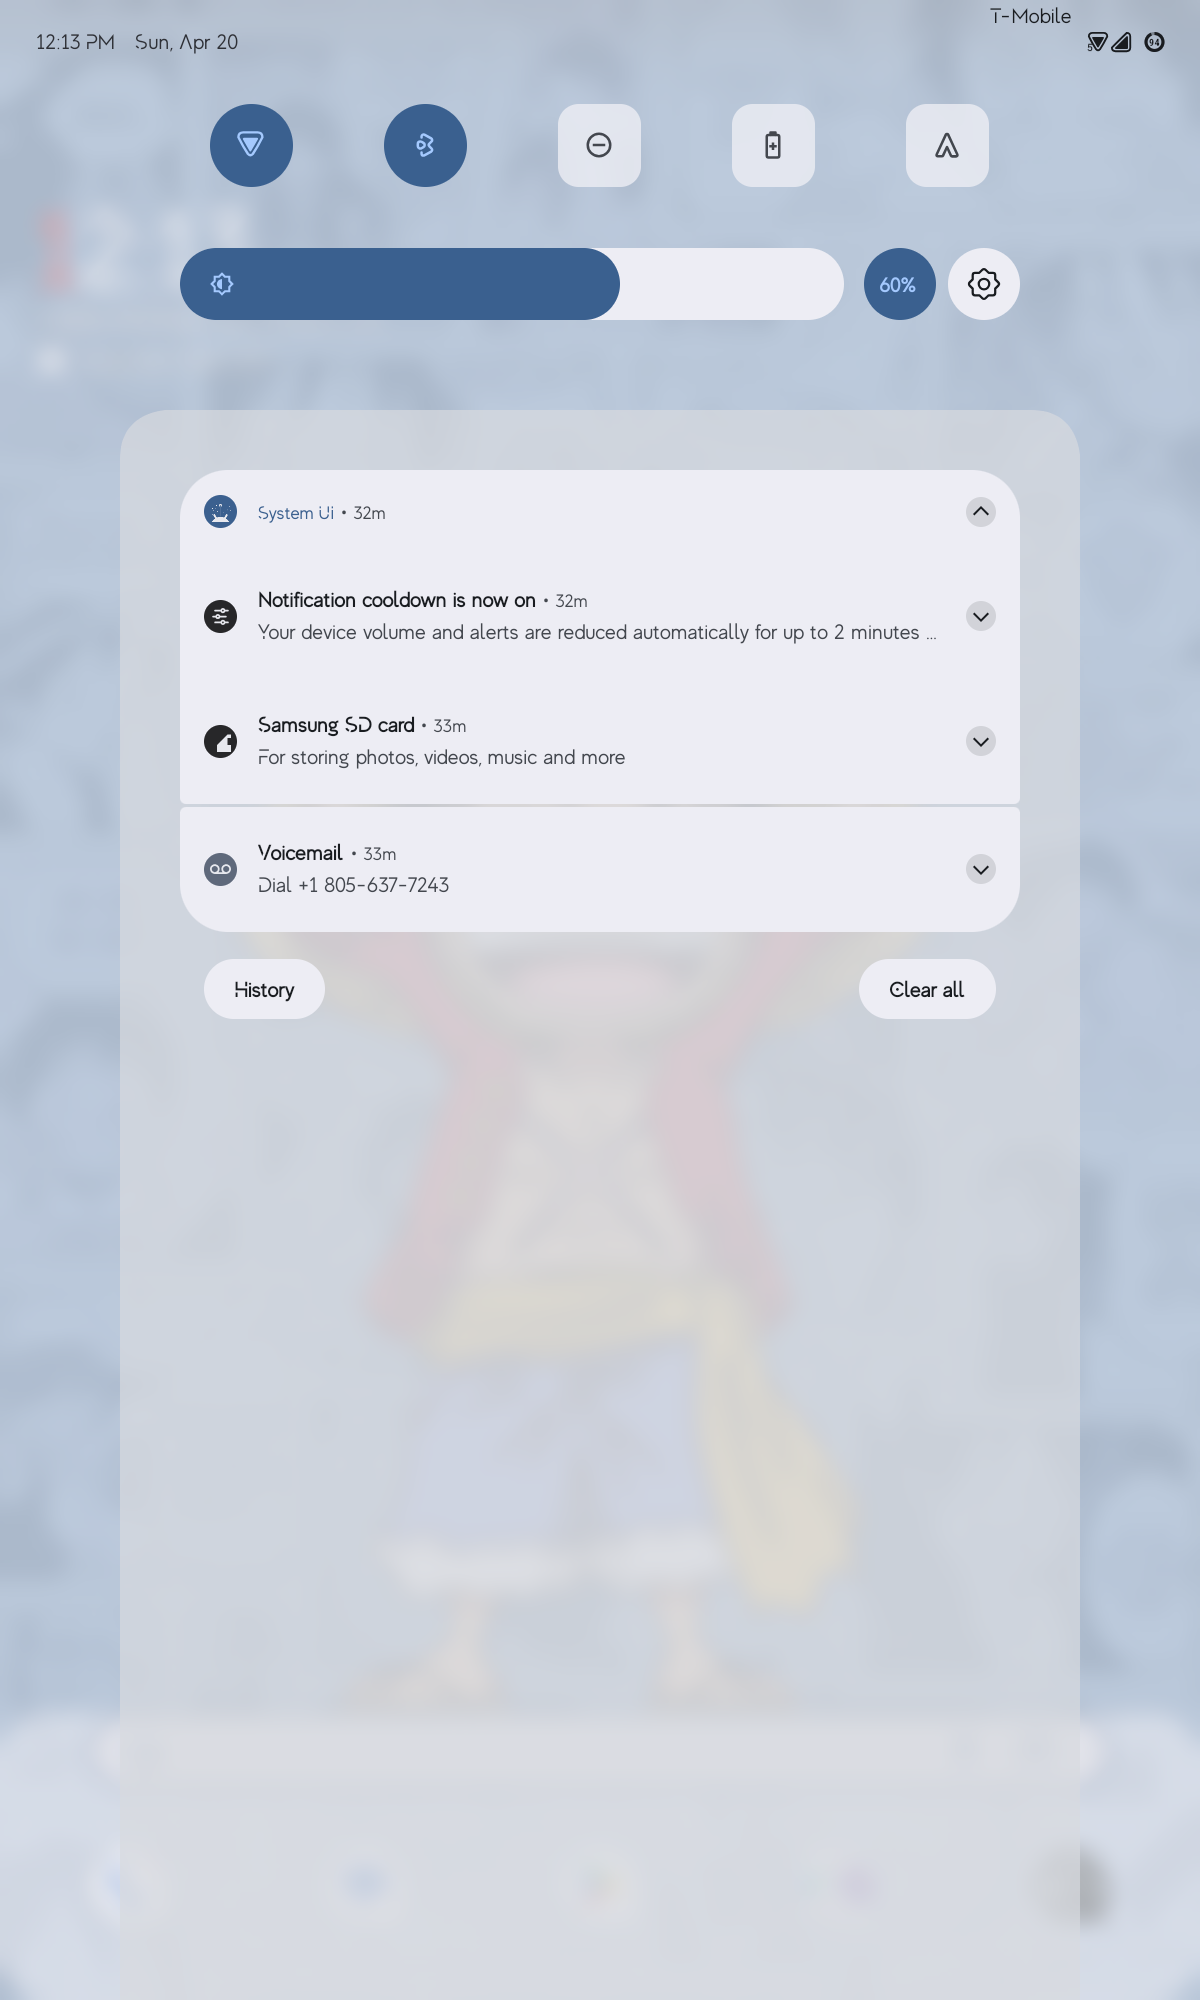 T-Mobile
12:13 PM Sun, Apr 20
5 94
60%
System Ui • 32m
Notification cooldown is now on • 32m
Your device volume and alerts are reduced automatically for up to 2 minutes ...
Samsung SD card • 33m
For storing photos, videos, music and more
Voicemail • 33m
Dial +1 805-637-7243
History
Clear all